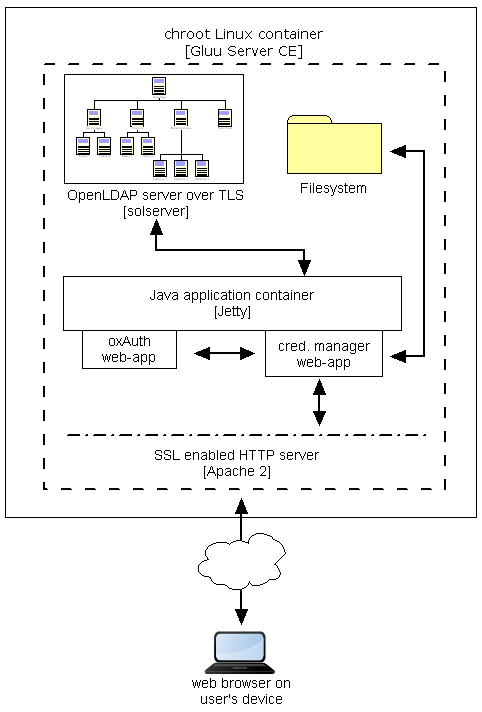 chroot Linux container
[Gluu Server CE]
OpenLDAP server over TLS
[solserver]
Filesystem
Java application container
[Jetty]
oxAuth
web-app
cred. manager
web-app
SSL enabled HTTP server
[Apache 2]
web browser on
user's device